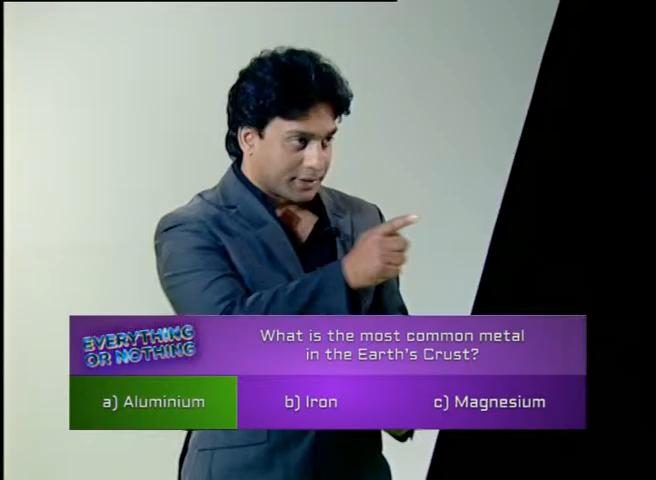 EVERYTHING
OR NOTHING
What is the most common metal
in the Earth's Crust?
a) Aluminium
b) Iron
c) Magnesium